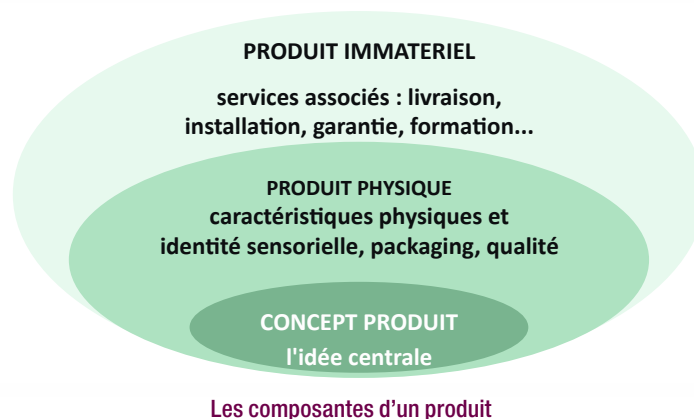 PRODUIT IMMATERIEL
services associés : livraison,
installation, garantie, formation...
PRODUIT PHYSIQUE
caractéristiques physiques et
identité sensorielle, packaging, qualité
CONCEPT PRODUIT
l'idée centrale
Les composantes d’un produit